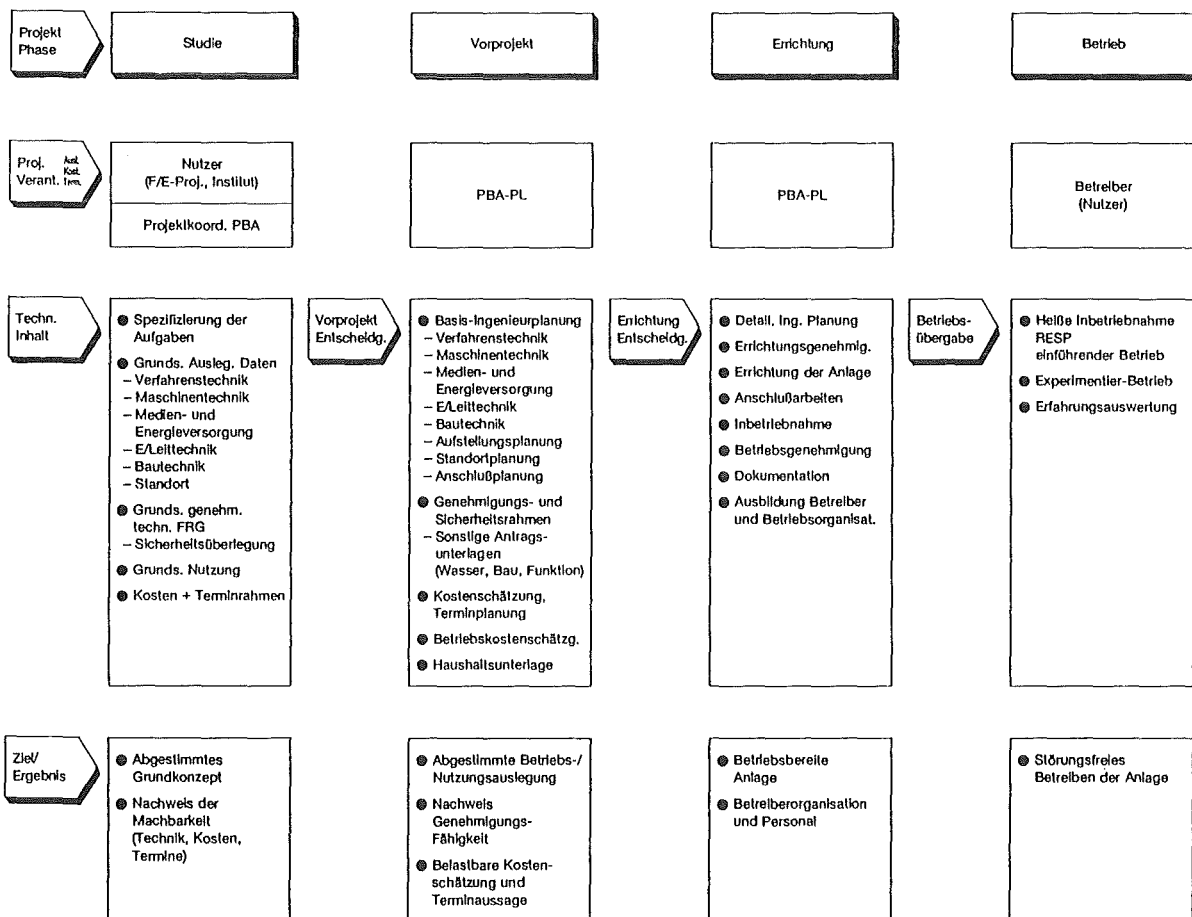 Projekt
Phase
Studie
Vorprojekt
Errichtung
Betrieb
Proj.
Verant.
Kost.
Nutzer
(F/E-Proj., Institut)
Projektkoord. PBA
PBA-PL
PBA-PL
Betreiber
(Nutzer)
Techn.
Inhalt
● Spezifizierung der
Aufgaben
● Grunds. Ausleg. Daten
– Verfahrenstechnik
– Maschinentechnik
– Medien- und
Energieversorgung
– E/Leittechnik
– Bautechnik
– Standort
● Grunds. genehm.
techn. FRG
– Sicherheitsüberlegung
● Grunds. Nutzung
● Kosten + Terminrahmen
Vorprojekt
Entscheidg.
● Basis-Ingenieurplanung
– Verfahrenstechnik
– Maschinentechnik
– Medien- und
Energieversorgung
– E/Leittechnik
– Bautechnik
– Aufstellungsplanung
– Standortplanung
– Anschlußplanung
● Genehmigungs- und
Sicherheitsrahmen
– Sonstige Antrags-
unterlagen
(Wasser, Bau, Funktion)
● Kostenschätzung,
Terminplanung
● Betriebskostenschätzg.
● Haushaltsunterlage
Errichtung
Entscheidg.
● Detail. Ing. Planung
● Errichtungsgenehmig.
● Errichtung der Anlage
● Anschlußarbeiten
● Inbetriebnahme
● Betriebsgenehmigung
● Dokumentation
● Ausbildung Betreiber
und Betriebsorganisat.
Betriebs-
übergabe
● Heiße Inbetriebnahme
RESP
einführender Betrieb
● Experimentier-Betrieb
● Erfahrungsauswertung
Ziel/
Ergebnis
● Abgestimmtes
Grundkonzept
● Nachweis der
Machbarkeit
(Technik, Kosten,
Termine)
● Abgestimmte Betriebs-/
Nutzungsauslegung
● Nachweis
Genehmigungs-
Fähigkeit
● Belastbare Kosten-
schätzung und
Terminaussage
● Betriebsbereite
Anlage
● Betreiberorganisation
und Personal
● Störungsfreies
Betreiben der Anlage